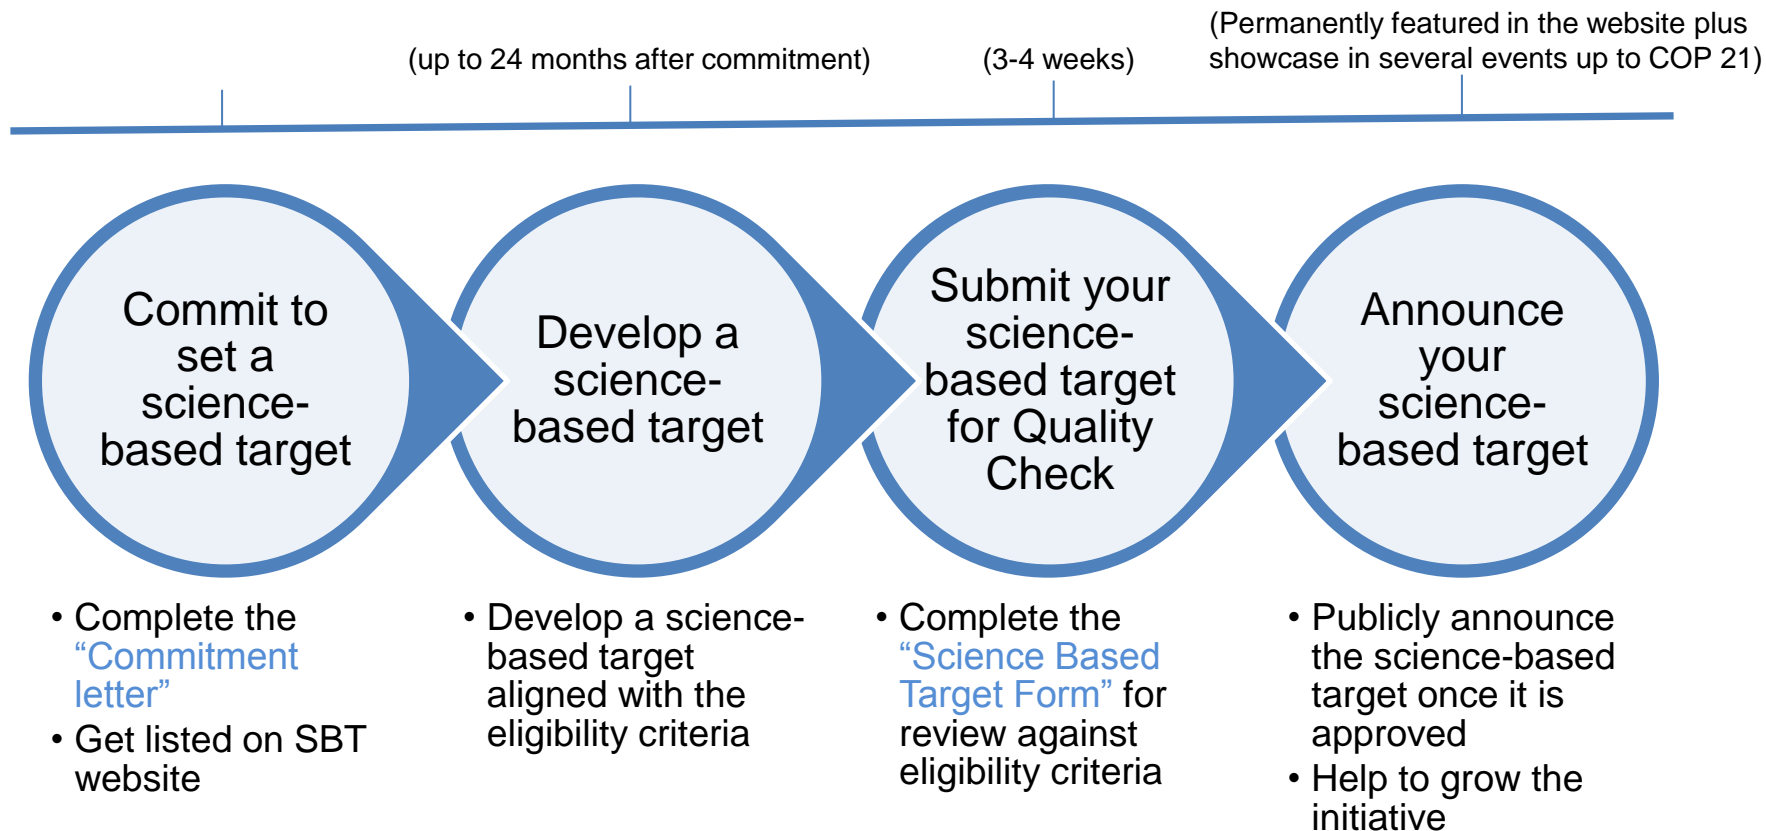 (up to 24 months after commitment)
(3-4 weeks)
(Permanently featured in the website plus
showcase in several events up to COP 21)
Commit to
set a
science-
based target
Develop a
science-
based target
Submit your
science-
based target
for Quality
Check
Announce
your
science-
based target
• Complete the
“Commitment
letter”
• Get listed on SBT
website
• Develop a science-
based target
aligned with the
eligibility criteria
• Complete the
“Science Based
Target Form” for
review against
eligibility criteria
• Publicly announce
the science-based
target once it is
approved
• Help to grow the
initiative